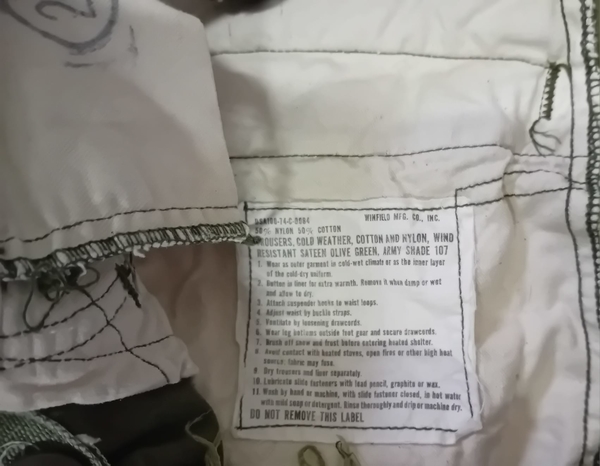 2
DSA100-74-C-0584 WINFIELD MFG. CO., INC.
50% NYLON 50% COTTON
TROUSERS, COLD WEATHER, COTTON AND NYLON, WIND
RESISTANT SATEEN OLIVE GREEN, ARMY SHADE 107
1. Wear as outer garment in cold-wet climate or as the inner layer
of the cold-dry uniform.
2. Button in liner for extra warmth. Remove it when damp or wet
and allow to dry.
3. Attach suspender hooks to waist loops.
4. Adjust waist by buckle straps.
5. Ventilate by loosening drawcords.
6. Wear leg bottoms outside foot gear and secure drawcords.
7. Brush off snow and frost before entering heated shelter.
8. Avoid contact with heated stoves, open fires or other high heat
source; fabric may fuse.
9. Dry trousers and liner separately.
10. Lubricate slide fasteners with lead pencil, graphite or wax.
11. Wash by hand or machine, with slide fastener closed, in hot water
with mild soap or detergent. Rinse thoroughly and drip or machine dry.
DO NOT REMOVE THIS LABEL